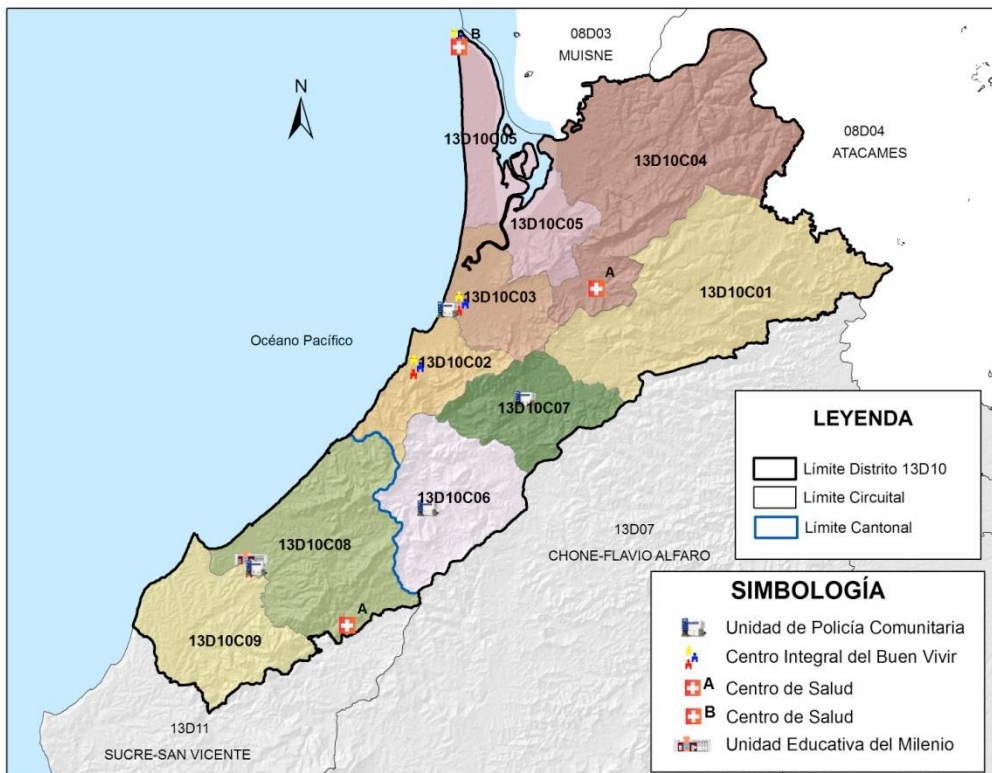 B
08D03
MUISNE
N
13D10C05
13D10C04
08D04
ATACAMES
13D10C05
A
13D10C03
13D10C01
Océano Pacífico
13D10C02
13D10C07
13D10C06
13D10C08
13D07
CHONE-FLAVIO ALFARO
A
13D10C09
13D11
SUCRE-SAN VICENTE
LEYENDA
Límite Distrito 13D10
Límite Circuital
Límite Cantonal
SIMBOLOGÍA
Unidad de Policía Comunitaria
Centro Integral del Buen Vivir
A Centro de Salud
B Centro de Salud
Unidad Educativa del Milenio